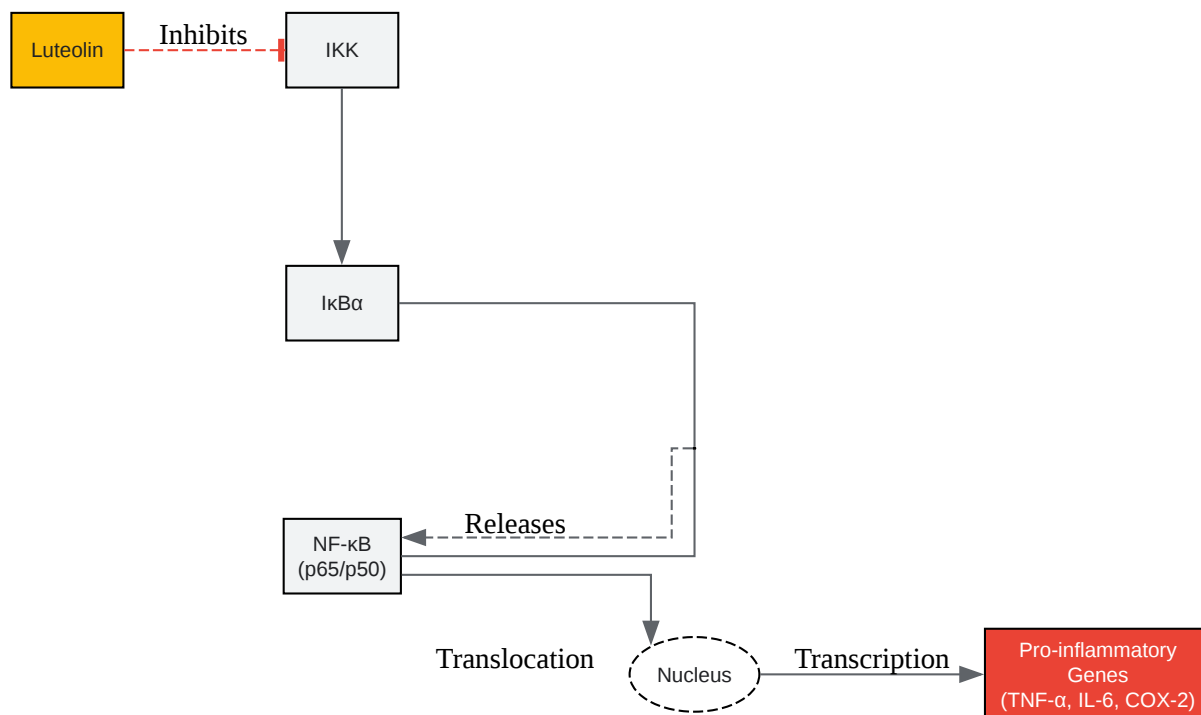 Luteolin
Inhibits
IKK
IκBα
Releases
NF-κB
(p65/p50)
Translocation
Nucleus
Transcription
Pro-inflammatory
Genes
(TNF-α, IL-6, COX-2)